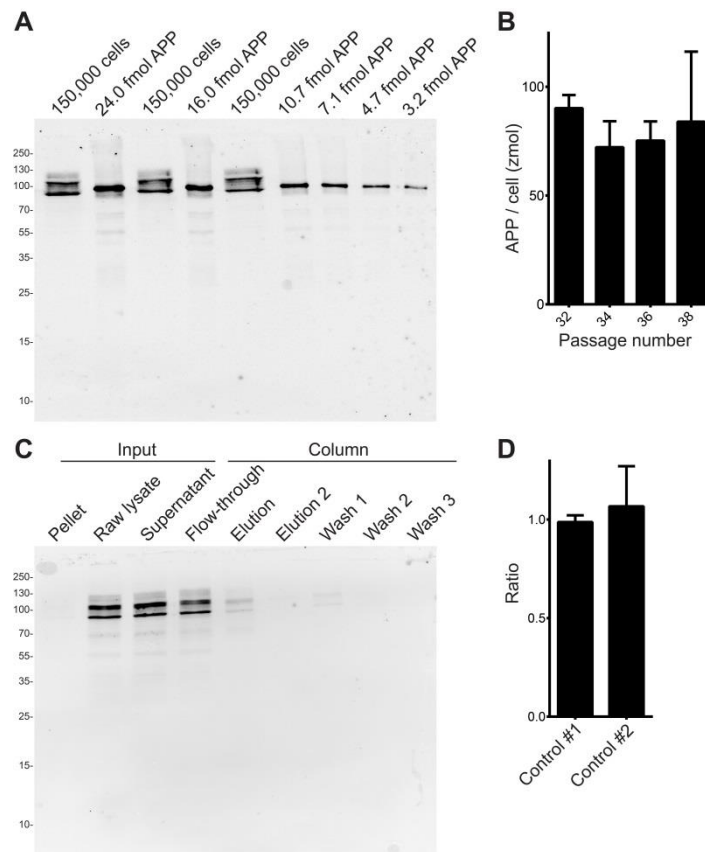 A
150,000 cells
24.0 fmol APP
150,000 cells
16.0 fmol APP
150,000 cells
10.7 fmol APP
7.1 fmol APP
4.7 fmol APP
3.2 fmol APP
250-
130-
100-
70-
55-
35-
25-
15-
10-
B
APP / cell (zmol)
100
50
0
32
34
36
38
Passage number
C
Input
Column
Pellet
Raw lysate
Supernatant
Flow-through
Elution
Elution 2
Wash 1
Wash 2
Wash 3
250-
130-
100-
70-
55-
35-
25-
15-
10-
D
Ratio
1.0
0.5
0.0
Control #1
Control #2